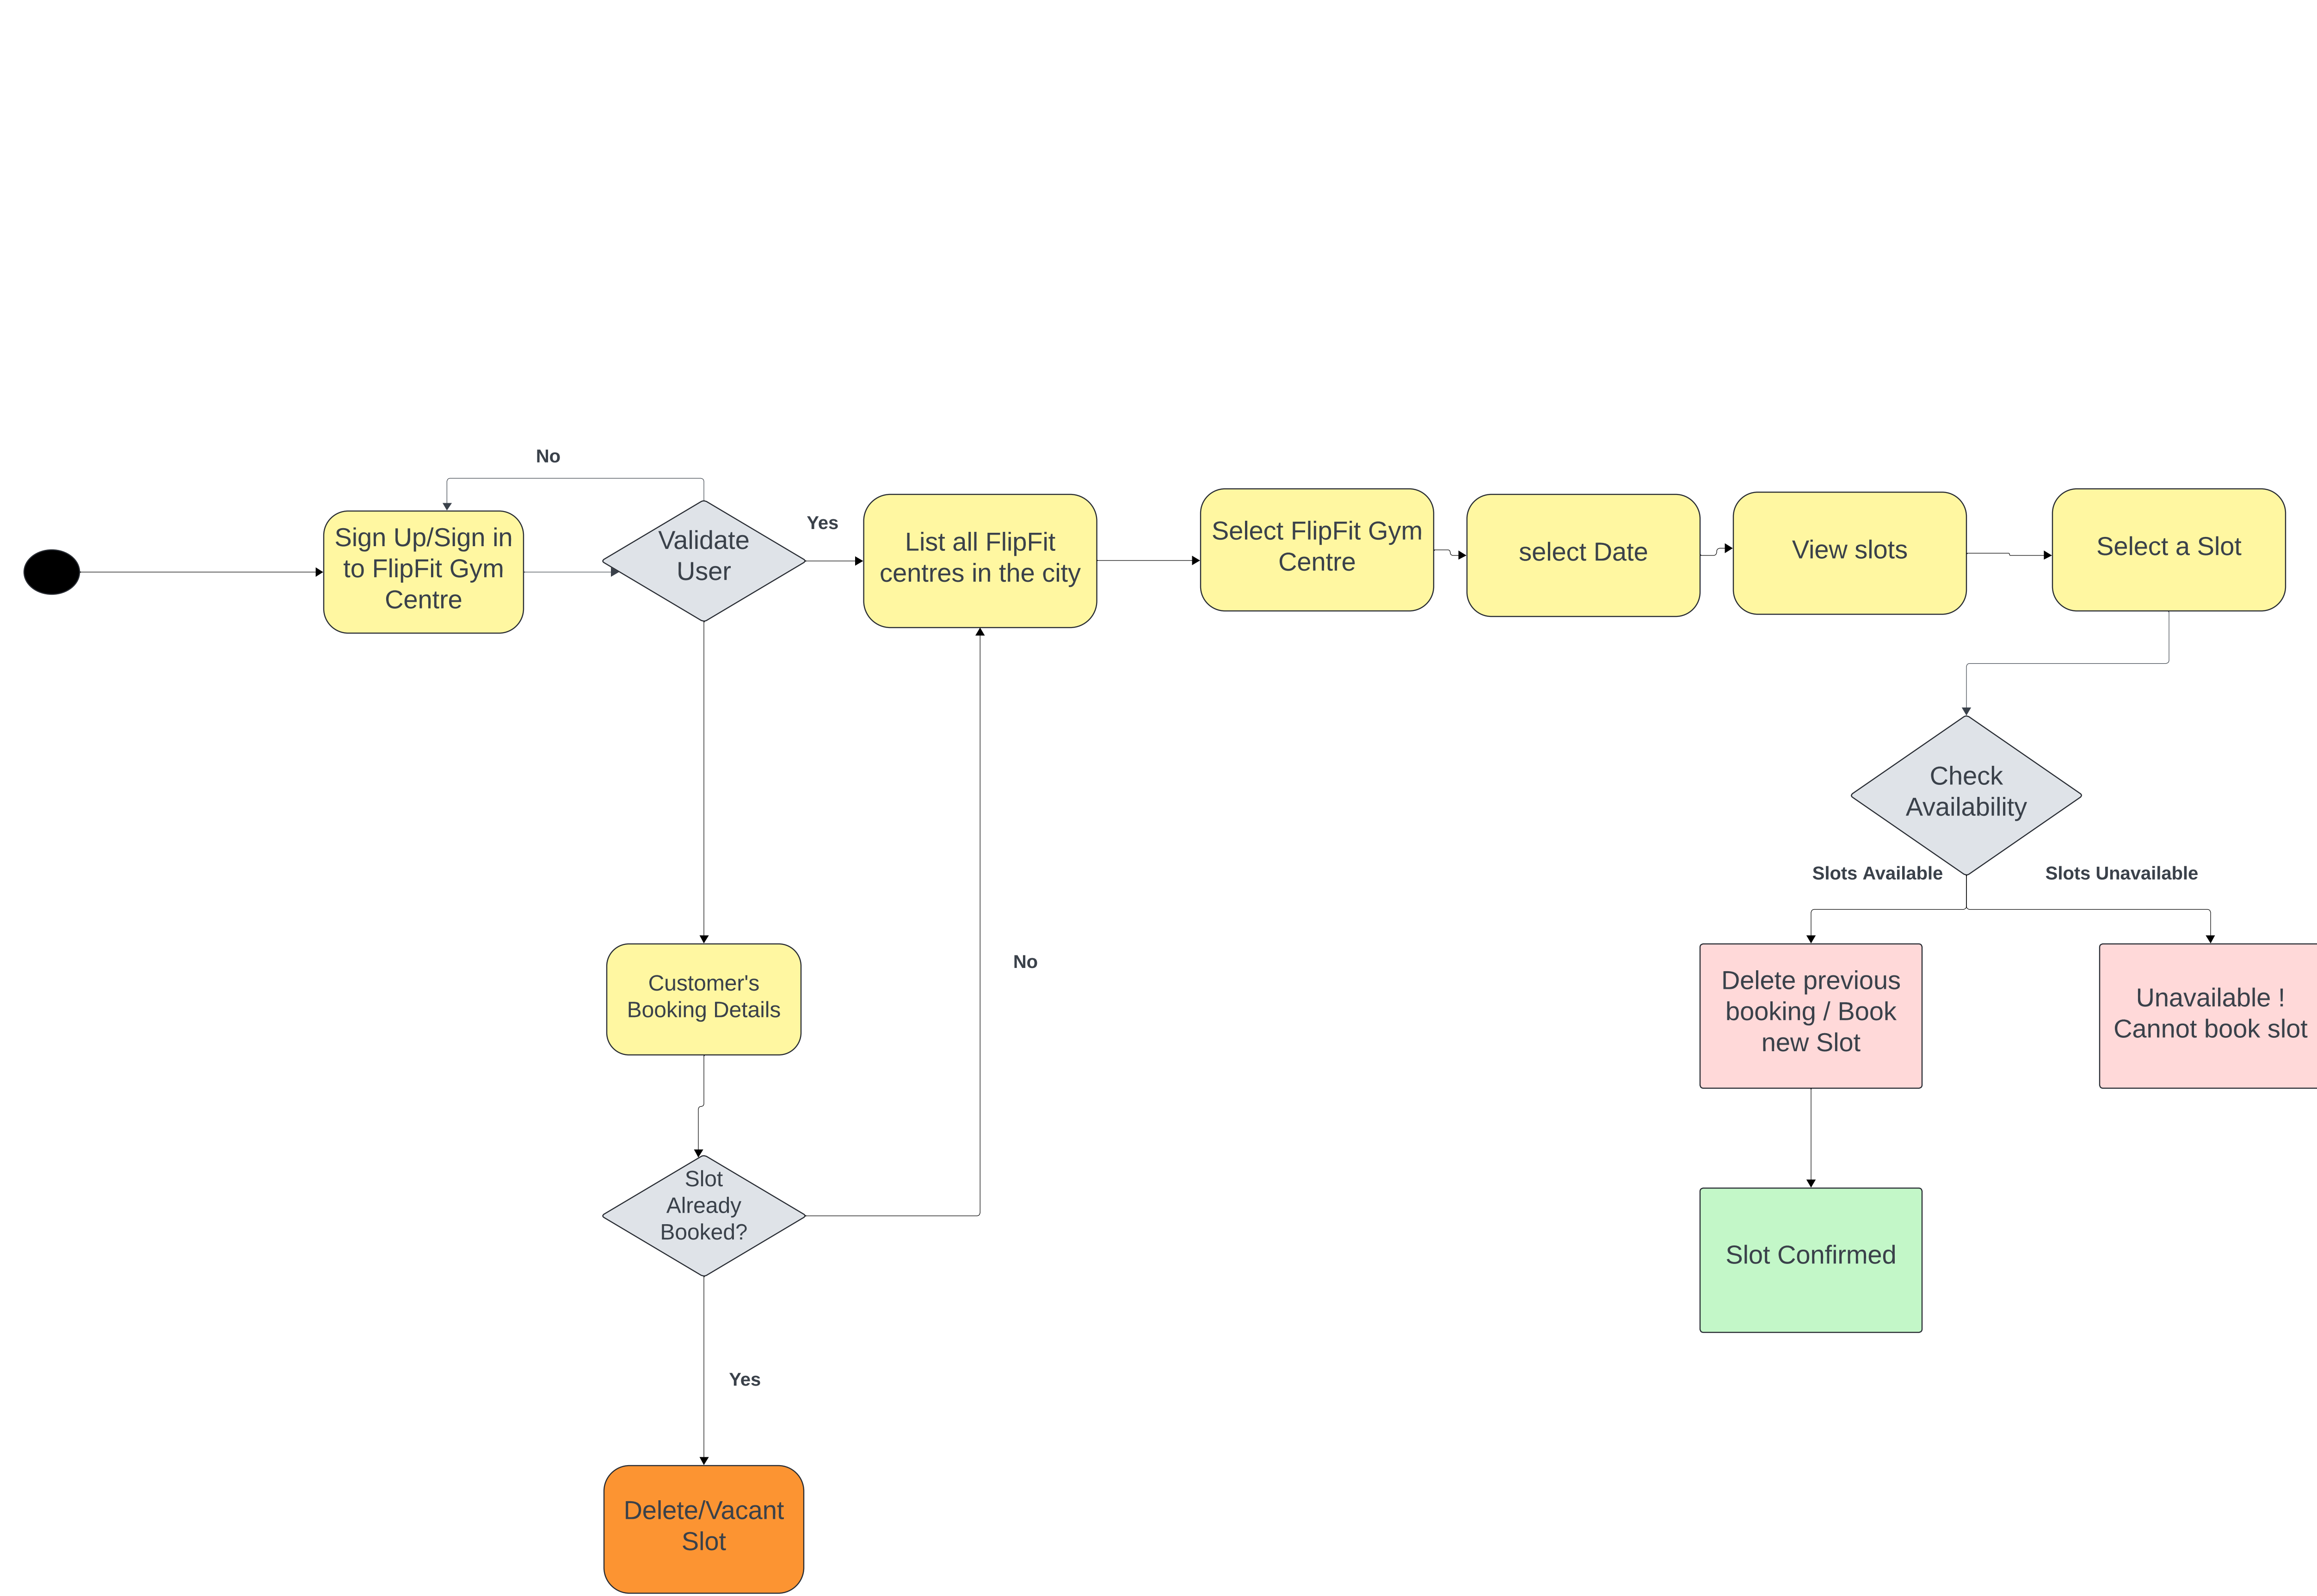 No
Sign Up/Sign in
to FlipFit Gym
Centre
Validate
User
Yes
List all FlipFit
centres in the city
Select FlipFit Gym
Centre
select Date
View slots
Select a Slot
Check
Availability
Slots Available
Slots Unavailable
Customer's
Booking Details
No
Delete previous
booking / Book
new Slot
Unavailable !
Cannot book slot
Slot
Already
Booked?
Slot Confirmed
Yes
Delete/Vacant
Slot